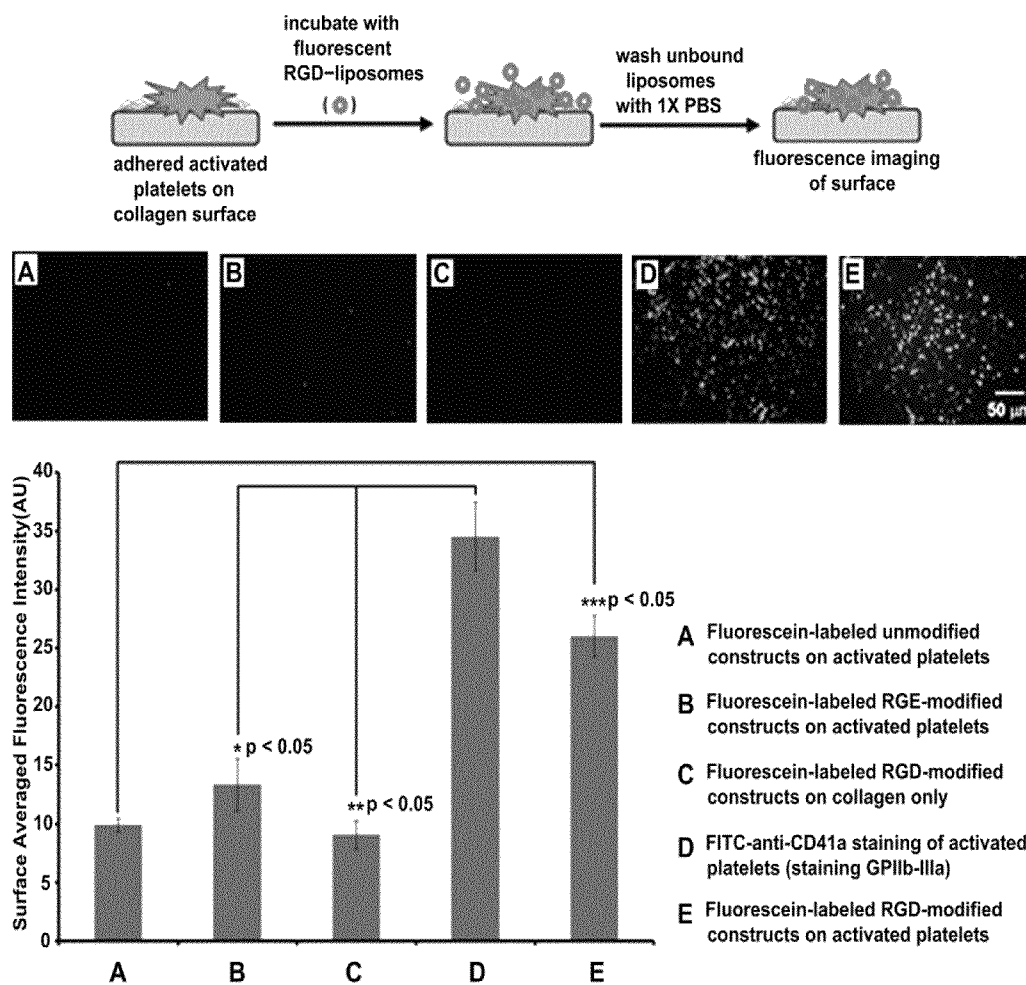 incubate with
fluorescent
RGD-liposomes
( )
wash unbound
liposomes
with 1X PBS
adhered activated
platelets on
collagen surface
fluorescence imaging
of surface
A
B
C
D
E
50 μm
Surface Averaged Fluorescence Intensity(AU)
40
35
30
25
20
15
10
5
0
* p < 0.05
**p < 0.05
***p < 0.05
A
B
C
D
E
A Fluorescein-labeled unmodified
constructs on activated platelets
B Fluorescein-labeled RGE-modified
constructs on activated platelets
C Fluorescein-labeled RGD-modified
constructs on collagen only
D FITC-anti-CD41a staining of activated
platelets (staining GPIIb-IIIa)
E Fluorescein-labeled RGD-modified
constructs on activated platelets